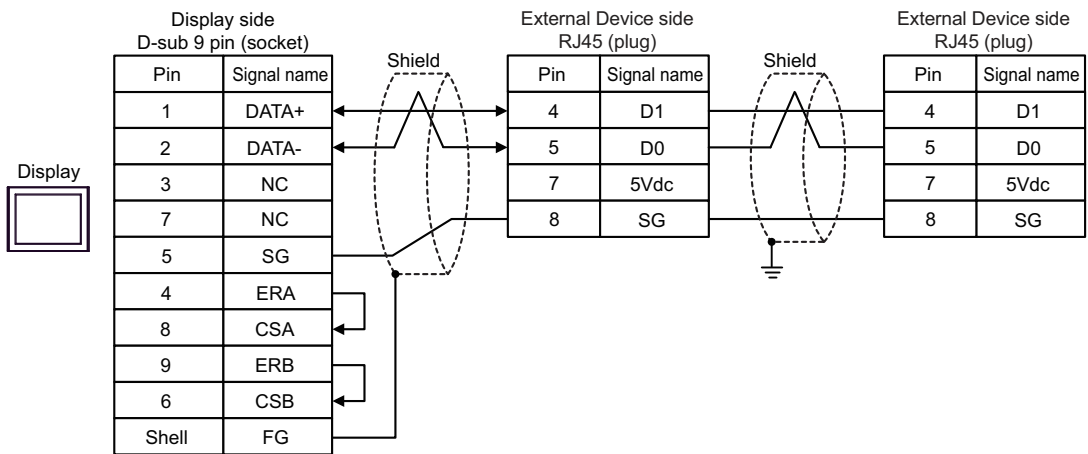 Display side
D-sub 9 pin (socket)
Pin Signal name
1 DATA+
2 DATA-
3 NC
7 NC
5 SG
4 ERA
8 CSA
9 ERB
6 CSB
Shell FG
Display
Shield
External Device side
RJ45 (plug)
Pin Signal name
4 D1
5 D0
7 5Vdc
8 SG
Shield
External Device side
RJ45 (plug)
Pin Signal name
4 D1
5 D0
7 5Vdc
8 SG